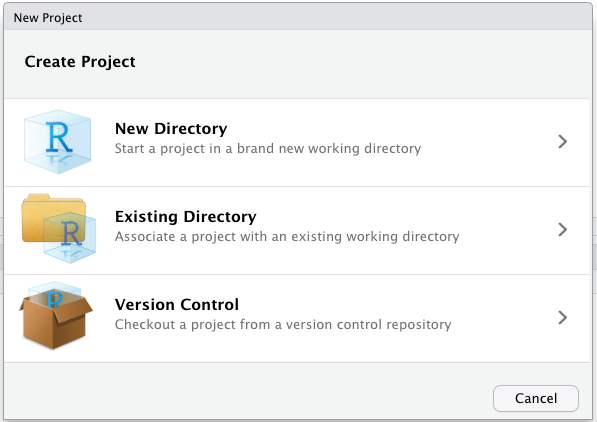 New Project
Create Project
R
New Directory
Start a project in a brand new working directory
R
Existing Directory
Associate a project with an existing working directory
R
Version Control
Checkout a project from a version control repository
Cancel